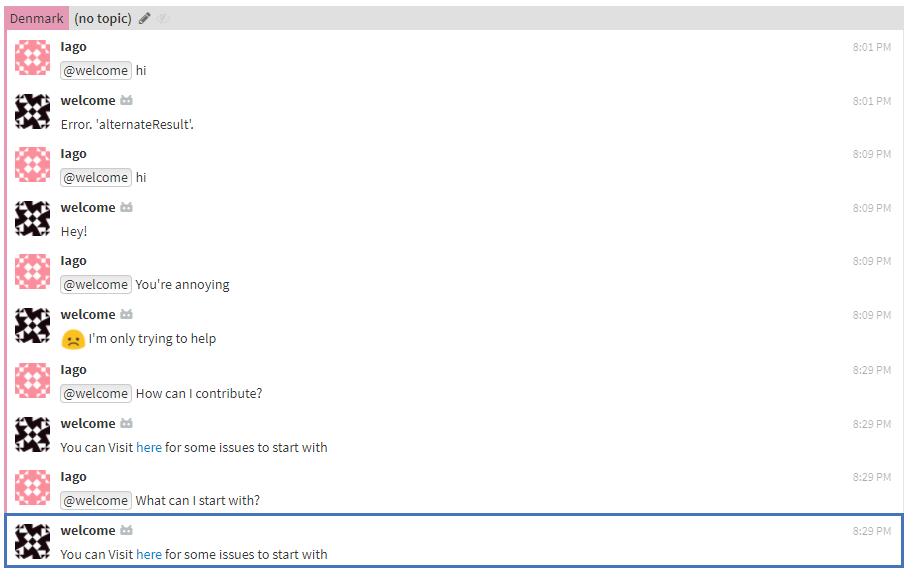 Denmark (no topic)
Iago 8:01 PM
@welcome hi
welcome 8:01 PM
Error. 'alternateResult'.
Iago 8:09 PM
@welcome hi
welcome 8:09 PM
Hey!
Iago 8:09 PM
@welcome You're annoying
welcome 8:09 PM
I'm only trying to help
Iago 8:29 PM
@welcome How can I contribute?
welcome 8:29 PM
You can Visit here for some issues to start with
Iago 8:29 PM
@welcome What can I start with?
welcome 8:29 PM
You can Visit here for some issues to start with